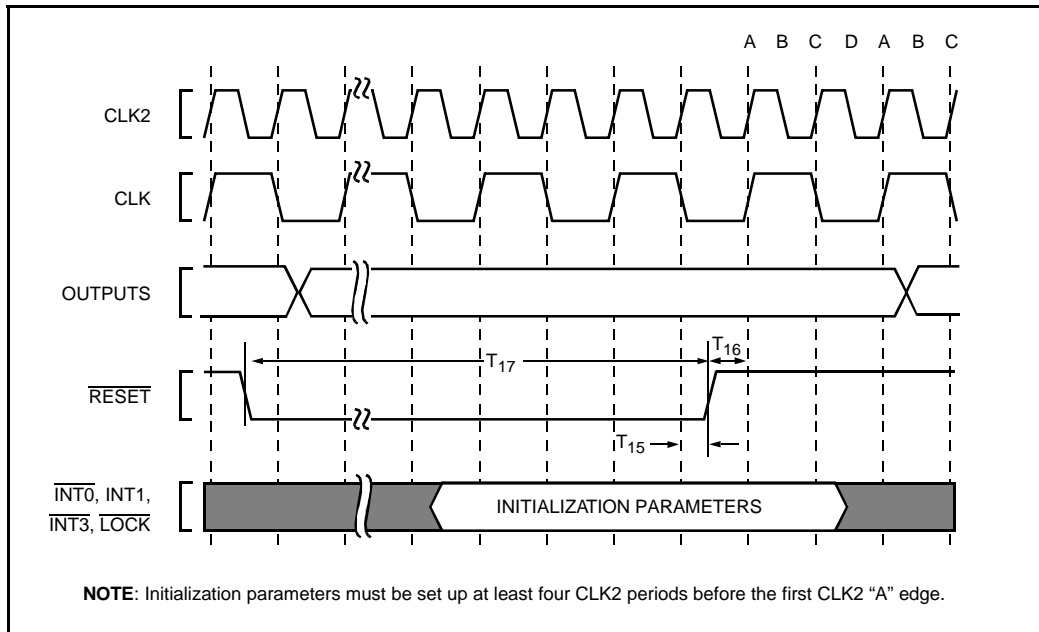 A B C D A B C
CLK2
CLK
OUTPUTS
T16
T17
RESET
T15
INT0, INT1,
INT3, LOCK
INITIALIZATION PARAMETERS
NOTE: Initialization parameters must be set up at least four CLK2 periods before the first CLK2 “A” edge.